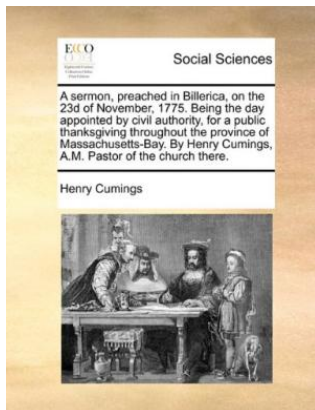 ECCO
Social Sciences
A sermon, preached in Billerica, on the
23d of November, 1775. Being the day
appointed by civil authority, for a public
thanksgiving throughout the province of
Massachusetts-Bay. By Henry Cumings,
A.M. Pastor of the church there.
Henry Cumings